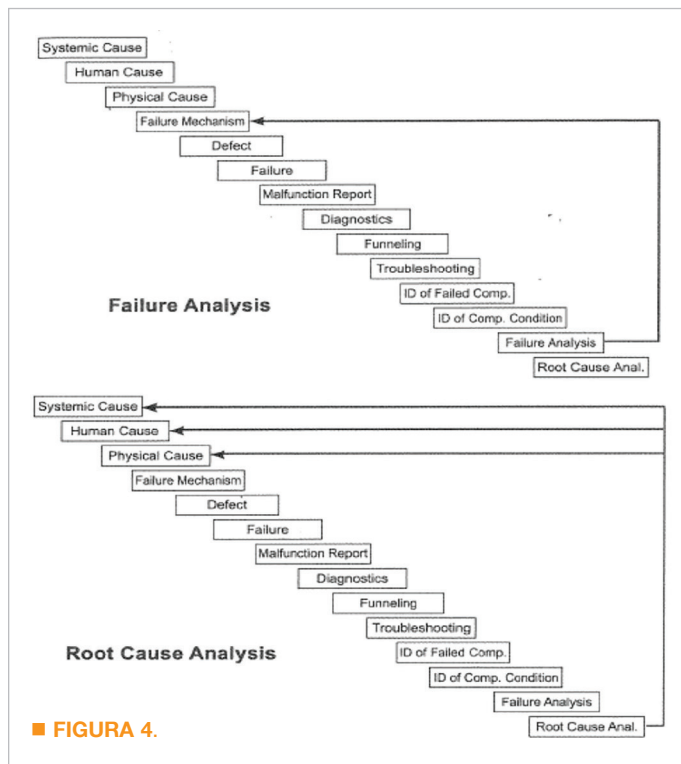 Systemic Cause
Human Cause
Physical Cause
Failure Mechanism
Defect
Failure
Malfunction Report
Diagnostics
Funneling
Troubleshooting
ID of Failed Comp.
ID of Comp. Condition
Failure Analysis
Root Cause Anal.
Failure Analysis
Systemic Cause
Human Cause
Physical Cause
Failure Mechanism
Defect
Failure
Malfunction Report
Diagnostics
Funneling
Troubleshooting
ID of Failed Comp.
ID of Comp. Condition
Failure Analysis
Root Cause Anal.
Root Cause Analysis
■ FIGURA 4.